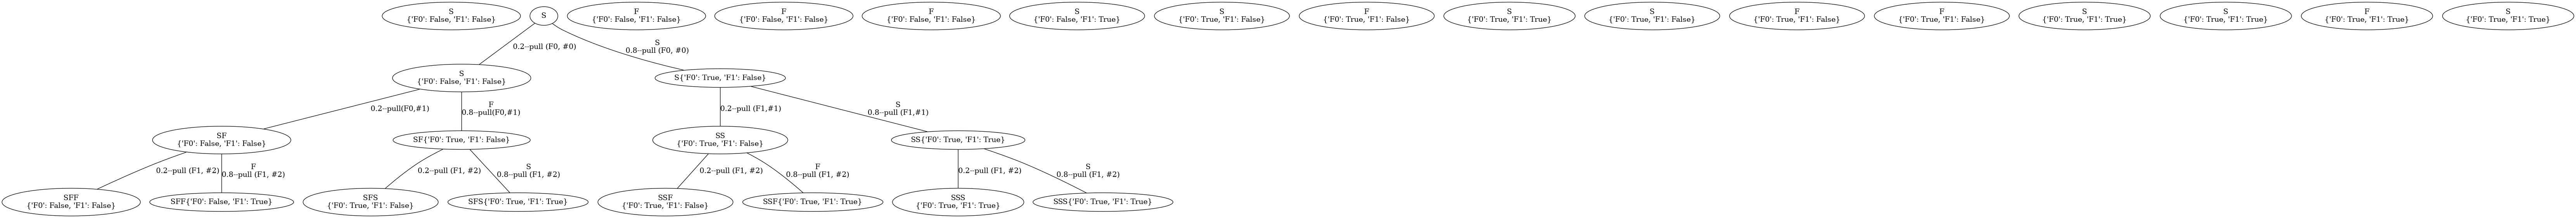 S
{'F0': False, 'F1': False}
S
F
{'F0': False, 'F1': False}
F
{'F0': False, 'F1': False}
F
{'F0': False, 'F1': False}
S
{'F0': False, 'F1': True}
S
{'F0': True, 'F1': False}
F
{'F0': True, 'F1': False}
S
{'F0': True, 'F1': True}
S
{'F0': True, 'F1': False}
F
{'F0': True, 'F1': False}
F
{'F0': True, 'F1': False}
S
{'F0': True, 'F1': True}
S
{'F0': True, 'F1': True}
F
{'F0': True, 'F1': True}
S
{'F0': True, 'F1': True}
0.2--pull (F0, #0)
S
0.8--pull (F0, #0)
S
{'F0': False, 'F1': False}
S{'F0': True, 'F1': False}
0.2--pull(F0,#1)
F
0.8--pull(F0,#1)
0.2--pull (F1,#1)
S
0.8--pull (F1,#1)
SF
{'F0': False, 'F1': False}
SF{'F0': True, 'F1': False}
SS
{'F0': True, 'F1': False}
SS{'F0': True, 'F1': True}
0.2--pull (F1, #2)
F
0.8--pull (F1, #2)
0.2--pull (F1, #2)
S
0.8--pull (F1, #2)
0.2--pull (F1, #2)
F
0.8--pull (F1, #2)
0.2--pull (F1, #2)
S
0.8--pull (F1, #2)
SFF
{'F0': False, 'F1': False}
SFF{'F0': False, 'F1': True}
SFS
{'F0': True, 'F1': False}
SFS{'F0': True, 'F1': True}
SSF
{'F0': True, 'F1': False}
SSF{'F0': True, 'F1': True}
SSS
{'F0': True, 'F1': True}
SSS{'F0': True, 'F1': True}